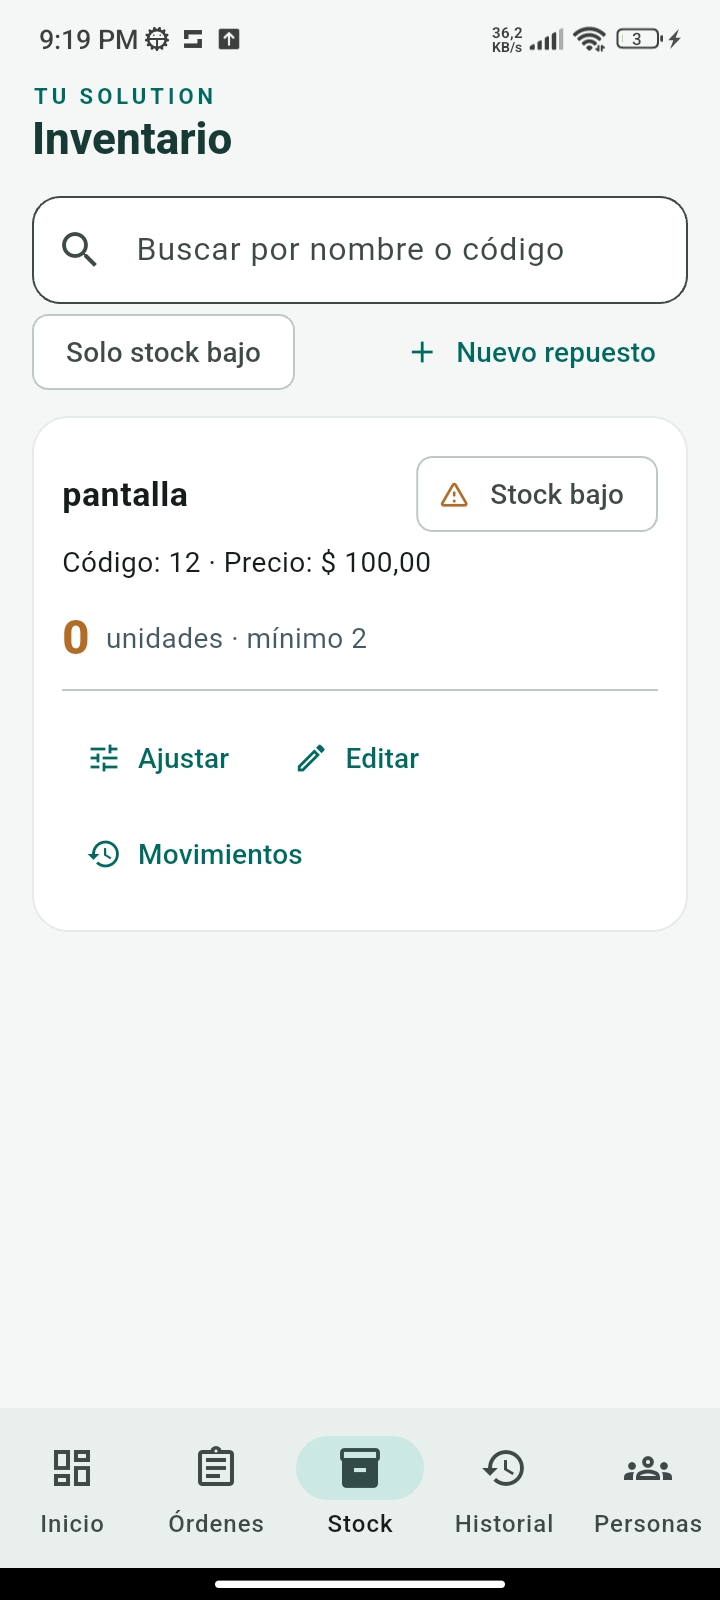 9:19 PM 36,2 KB/s 3
TU SOLUTION
Inventario
Buscar por nombre o código
Solo stock bajo + Nuevo repuesto
pantalla Stock bajo
Código: 12 · Precio: $ 100,00
0 unidades · mínimo 2
Ajustar Editar
Movimientos
Inicio Órdenes Stock Historial Personas